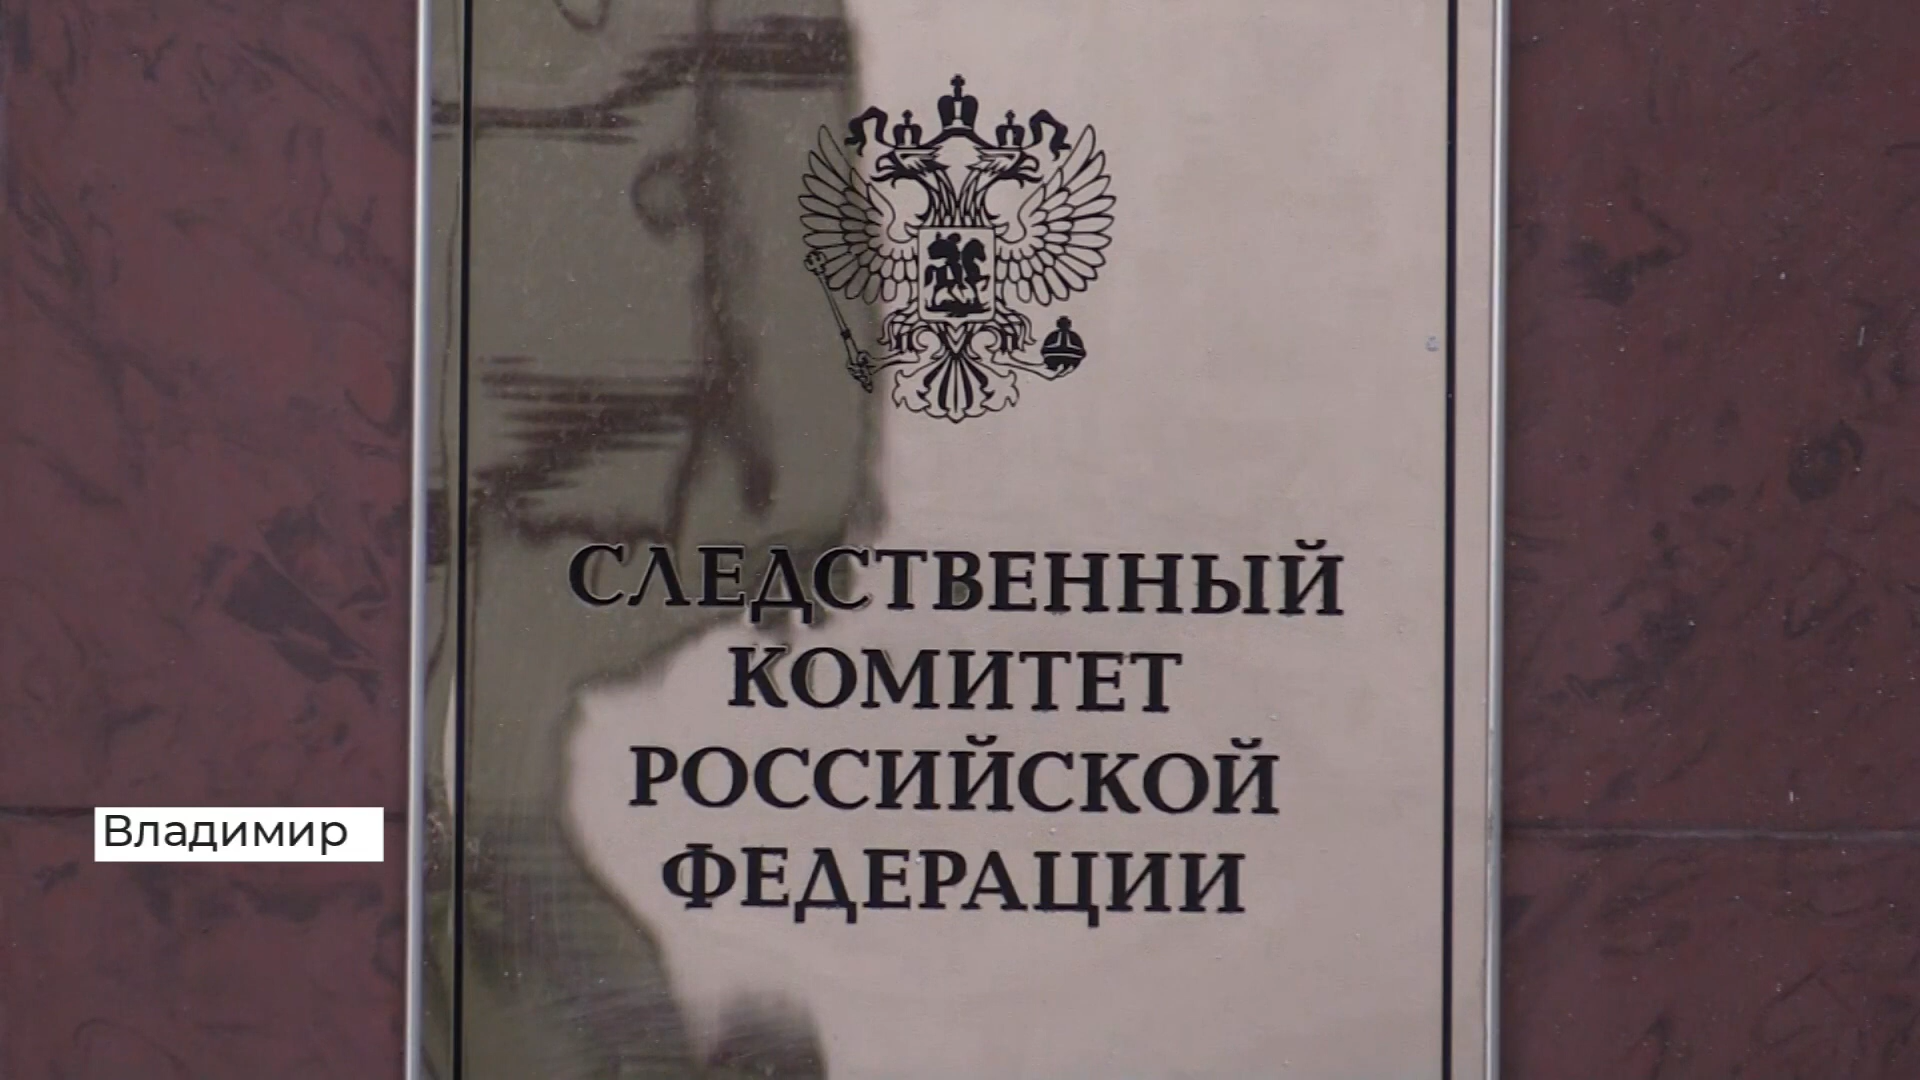 СЛЕДСТВЕННЫЙ
КОМИТЕТ
РОССИЙСКОЙ
ФЕДЕРАЦИИ
Владимир